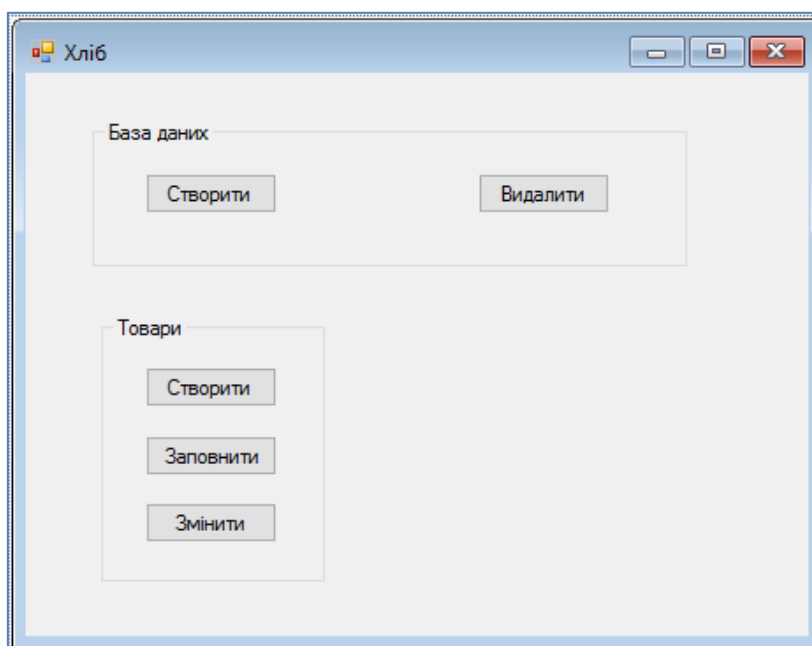 Хліб
База даних
Створити
Видалити
Товари
Створити
Заповнити
Змінити